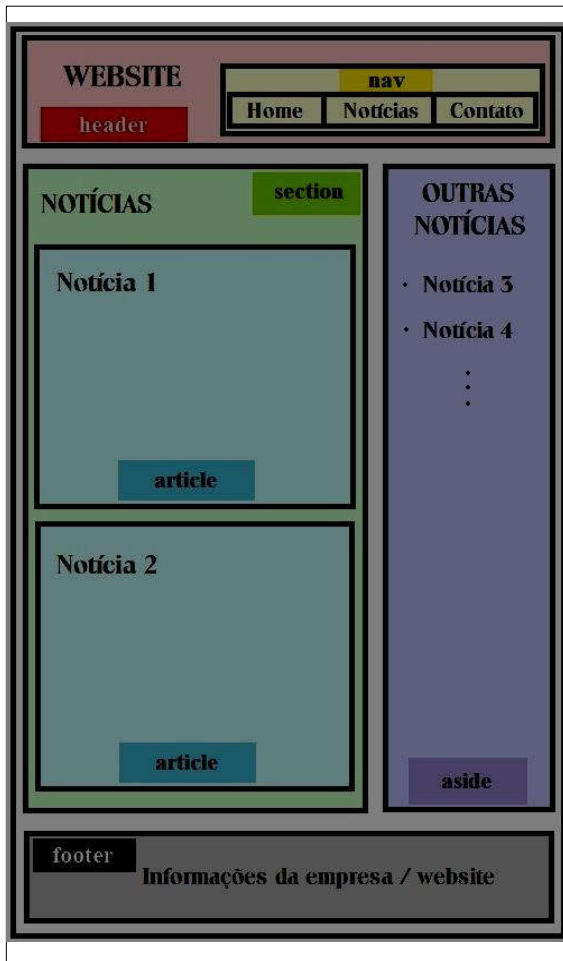 WEBSITE
header
nav
Home Notícias Contato
NOTÍCIAS
section
Notícia 1
article
Notícia 2
article
OUTRAS
NOTÍCIAS
· Notícia 3
· Notícia 4
aside
footer
Informações da empresa / website